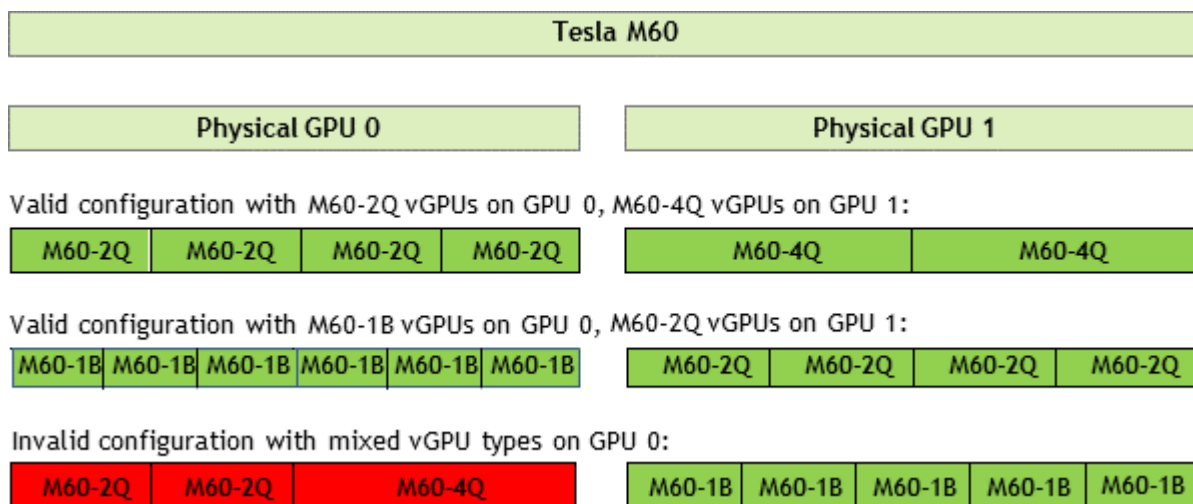 Tesla M60
Physical GPU 0 Physical GPU 1
Valid configuration with M60-2Q vGPUs on GPU 0, M60-4Q vGPUs on GPU 1:
M60-2Q M60-2Q M60-2Q M60-2Q M60-4Q M60-4Q
Valid configuration with M60-1B vGPUs on GPU 0, M60-2Q vGPUs on GPU 1:
M60-1B M60-1B M60-1B M60-1B M60-1B M60-1B M60-2Q M60-2Q M60-2Q M60-2Q
Invalid configuration with mixed vGPU types on GPU 0:
M60-2Q M60-2Q M60-4Q M60-1B M60-1B M60-1B M60-1B M60-1B